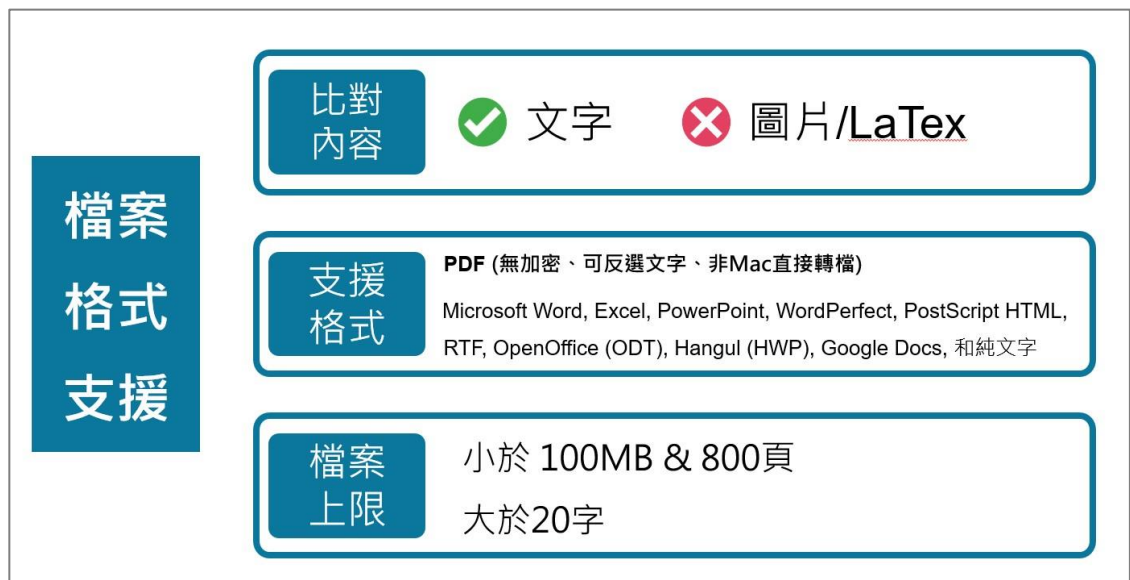 檔案
格式
支援
比對
內容
文字
圖片/LaTex
支援
格式
PDF (無加密、可反選文字、非Mac直接轉檔)
Microsoft Word, Excel, PowerPoint, WordPerfect, PostScript HTML,
RTF, OpenOffice (ODT), Hangul (HWP), Google Docs, 和純文字
檔案
上限
小於 100MB & 800頁
大於20字